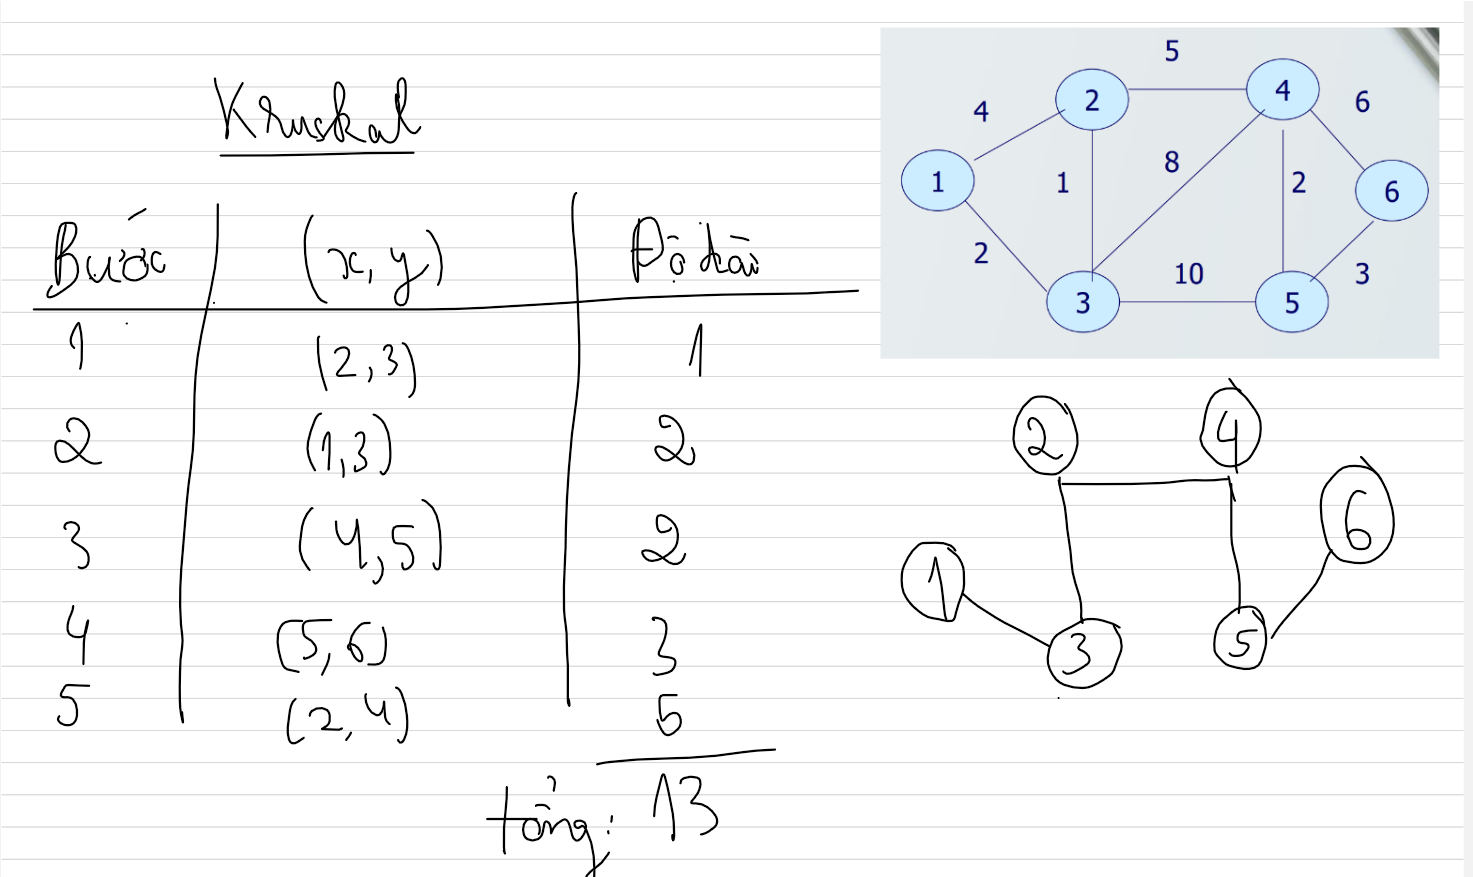 Kruskal
Bước (x, y) Độ dài
1 (2,3) 1
2 (1,3) 2
3 (4,5) 2
4 (5,6) 3
5 (2,4) 5
tổng: 13
5
4 2 4 6
1 1 8 2 6
2 10 3
3 5
2 4
6
1
3 5